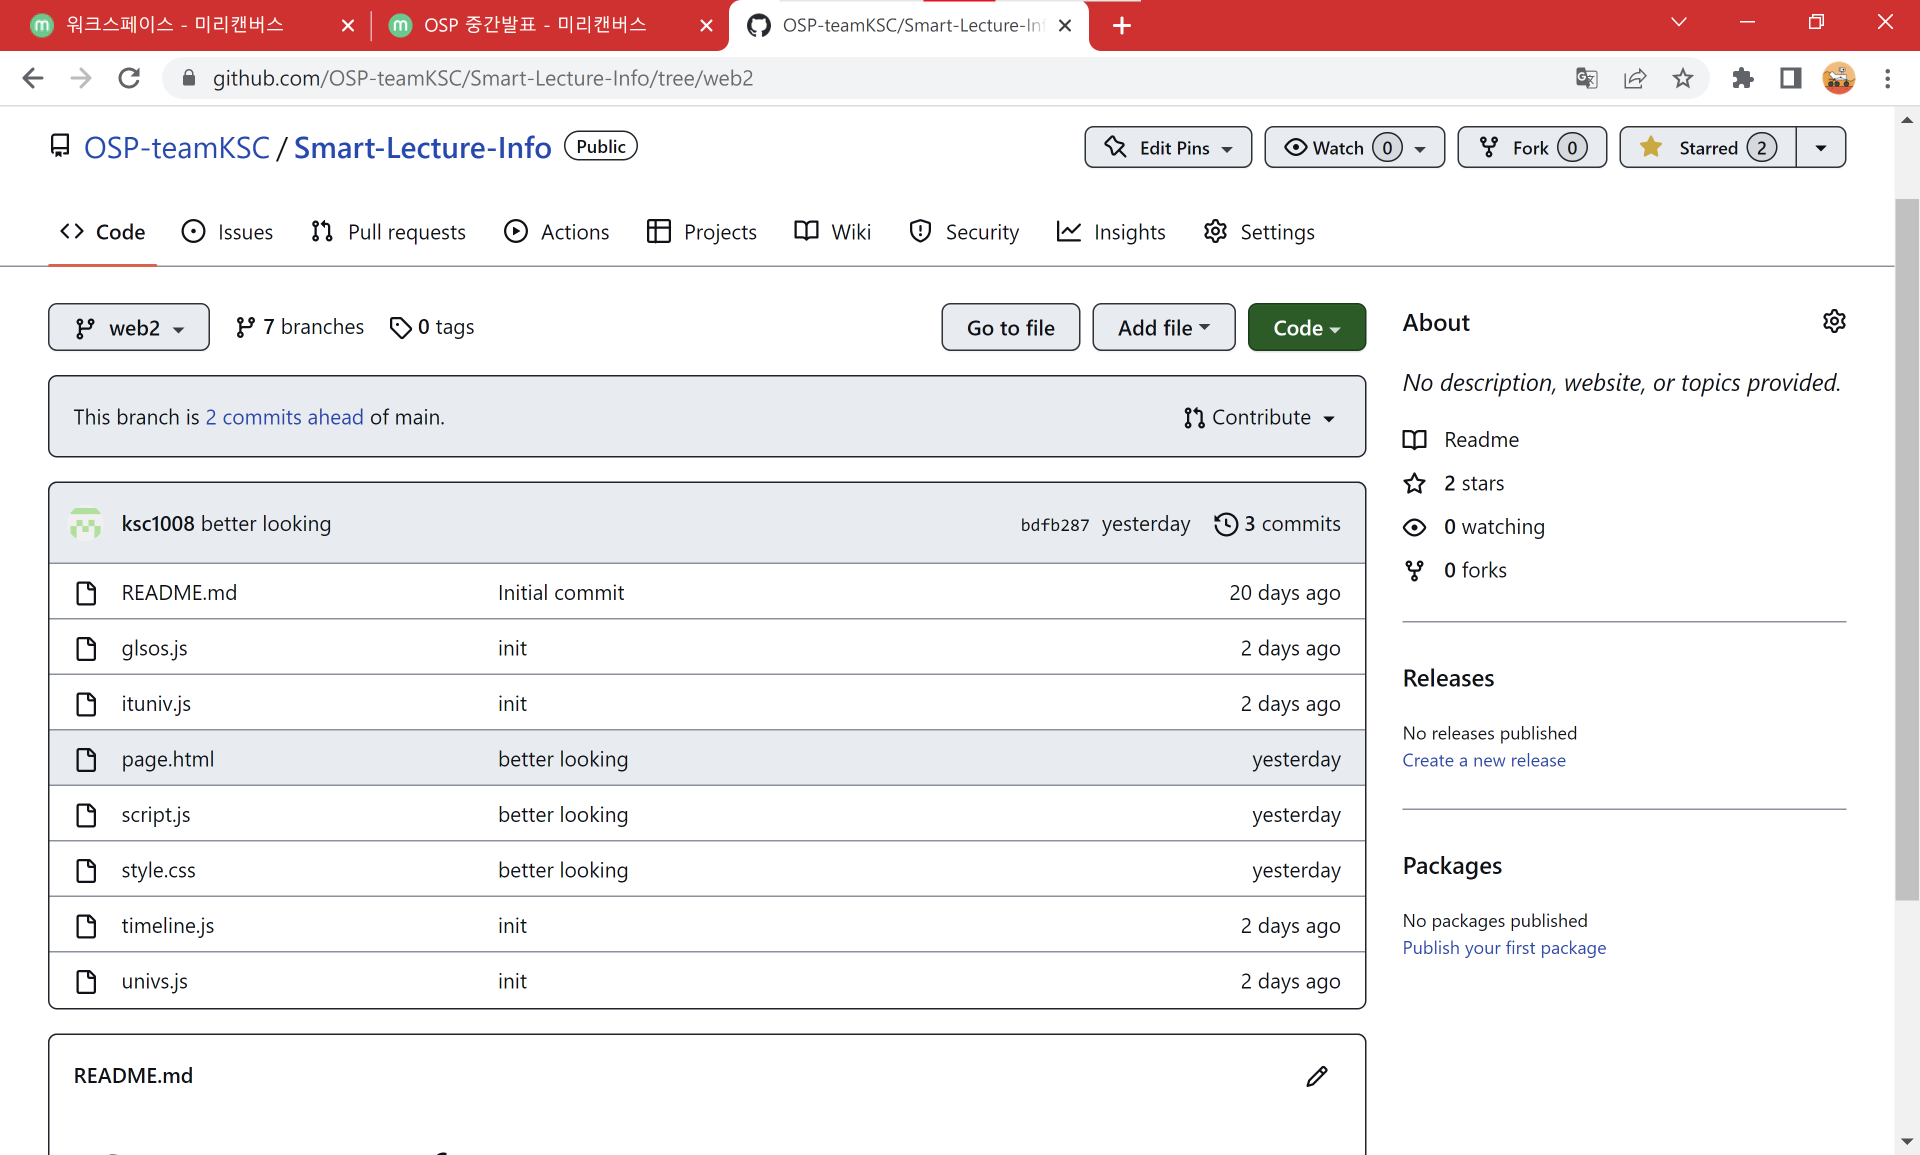 워크스페이스 - 미리캔버스
OSP 중간발표 - 미리캔버스
OSP-teamKSC/Smart-Lecture-In
github.com/OSP-teamKSC/Smart-Lecture-Info/tree/web2
OSP-teamKSC / Smart-Lecture-Info Public
Edit Pins Watch 0 Fork 0 Starred 2
Code Issues Pull requests Actions Projects Wiki Security Insights Settings
web2 7 branches 0 tags Go to file Add file Code
This branch is 2 commits ahead of main. Contribute
ksc1008 better looking bdfb287 yesterday 3 commits
README.md Initial commit 20 days ago
glsos.js init 2 days ago
ituniv.js init 2 days ago
page.html better looking yesterday
script.js better looking yesterday
style.css better looking yesterday
timeline.js init 2 days ago
univs.js init 2 days ago
README.md
About
No description, website, or topics provided.
Readme
2 stars
0 watching
0 forks
Releases
No releases published
Create a new release
Packages
No packages published
Publish your first package